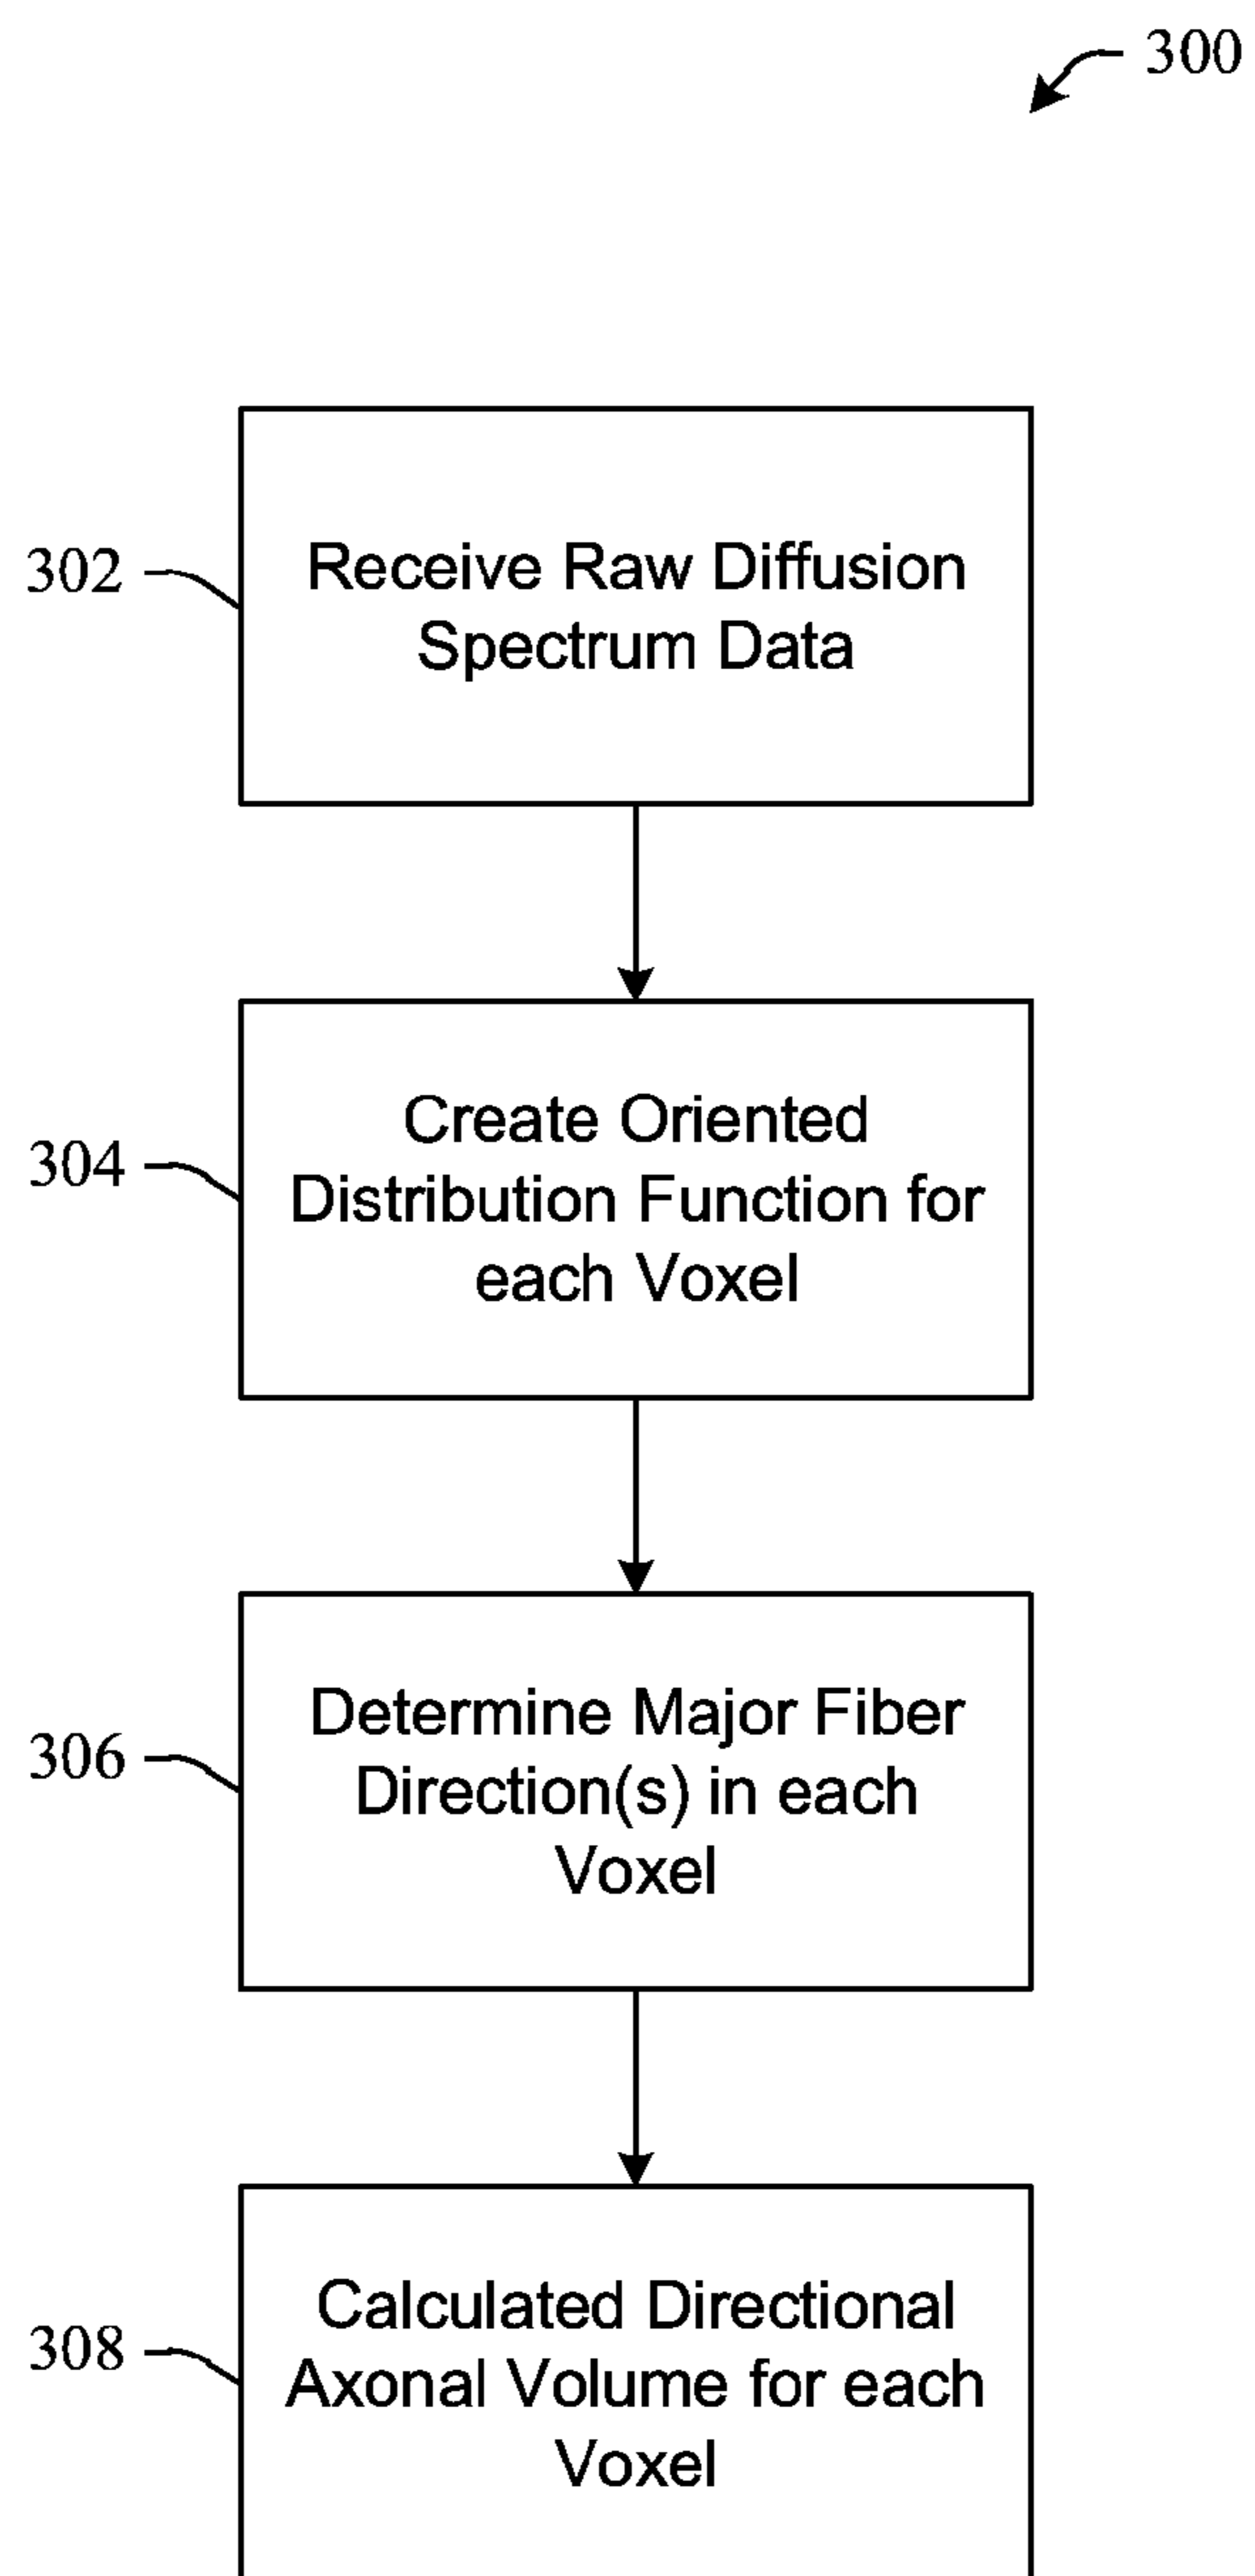 300
302
Receive Raw Diffusion
Spectrum Data
304
Create Oriented
Distribution Function for
each Voxel
306
Determine Major Fiber
Direction(s) in each
Voxel
308
Calculated Directional
Axonal Volume for each
Voxel